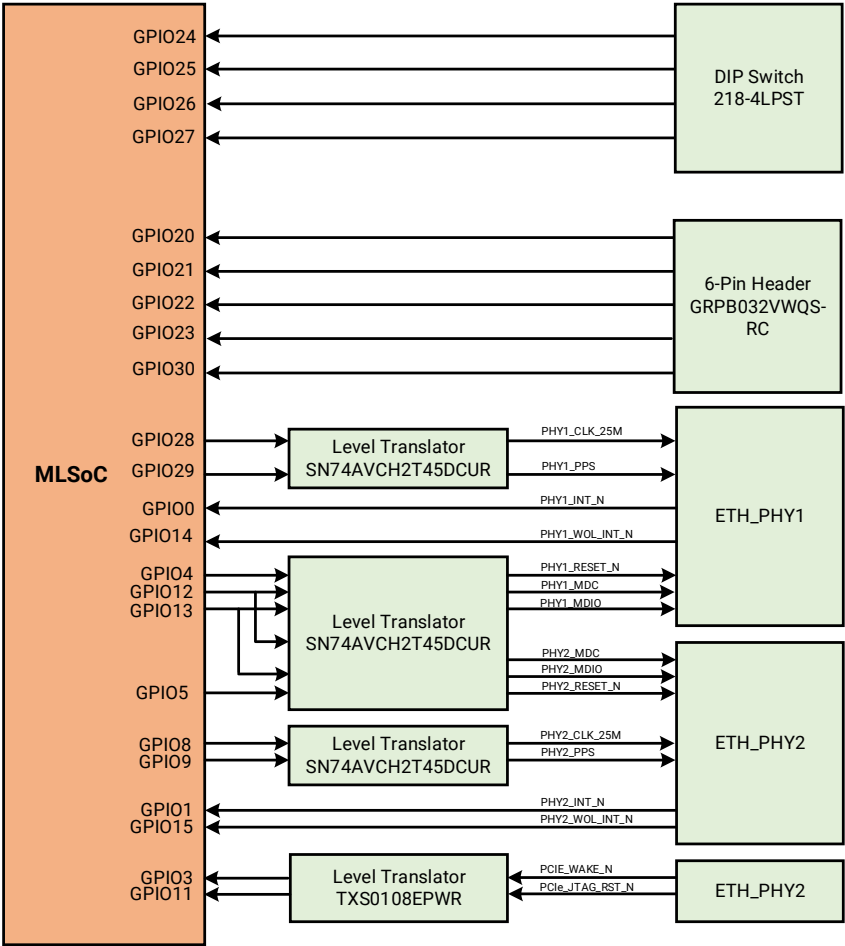 GPIO24
GPIO25
GPIO26
GPIO27
DIP Switch
218-4LPST
GPIO20
GPIO21
GPIO22
GPIO23
GPIO30
6-Pin Header
GRPB032VWQS-
RC
MLSoC
GPIO28
GPIO29
Level Translator
SN74AVCH2T45DCUR
PHY1_CLK_25M
PHY1_PPS
GPIO0
PHY1_INT_N
GPIO14
PHY1_WOL_INT_N
ETH_PHY1
GPIO4
GPIO12
GPIO13
Level Translator
SN74AVCH2T45DCUR
PHY1_RESET_N
PHY1_MDC
PHY1_MDIO
PHY2_MDC
PHY2_MDIO
PHY2_RESET_N
GPIO5
GPIO8
GPIO9
Level Translator
SN74AVCH2T45DCUR
PHY2_CLK_25M
PHY2_PPS
ETH_PHY2
GPIO1
GPIO15
PHY2_INT_N
PHY2_WOL_INT_N
GPIO3
GPIO11
Level Translator
TXS0108EPWR
PCIE_WAKE_N
PCIe_JTAG_RST_N
ETH_PHY2